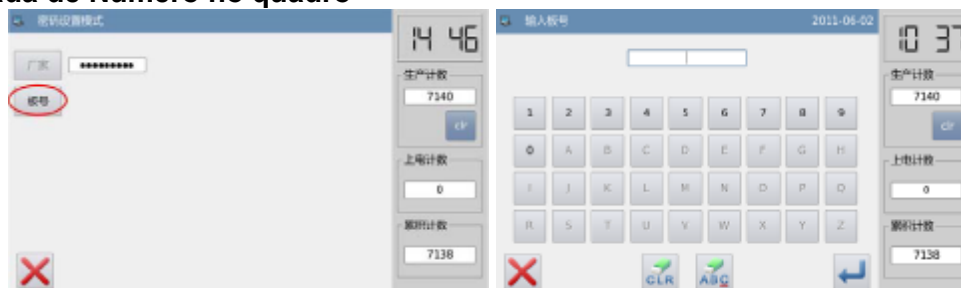 ada de Número no quadro
密码设置模式
14 46
厂家 *********
板号
生产计数
7140
clr
上电计数
0
累积计数
7138
输入板号 2011-06-02
10 37
1 2 3 4 5 6 7 8 9
0 A B C D E F G H
I J K L M N O P Q
R S T U V W X Y Z
CLR ABC
生产计数
7140
clr
上电计数
0
累积计数
7138